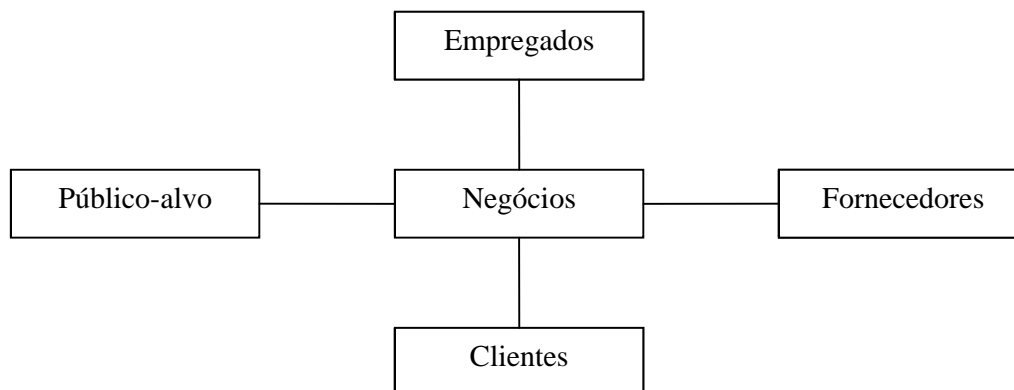 Empregados
Público-alvo
Negócios
Fornecedores
Clientes